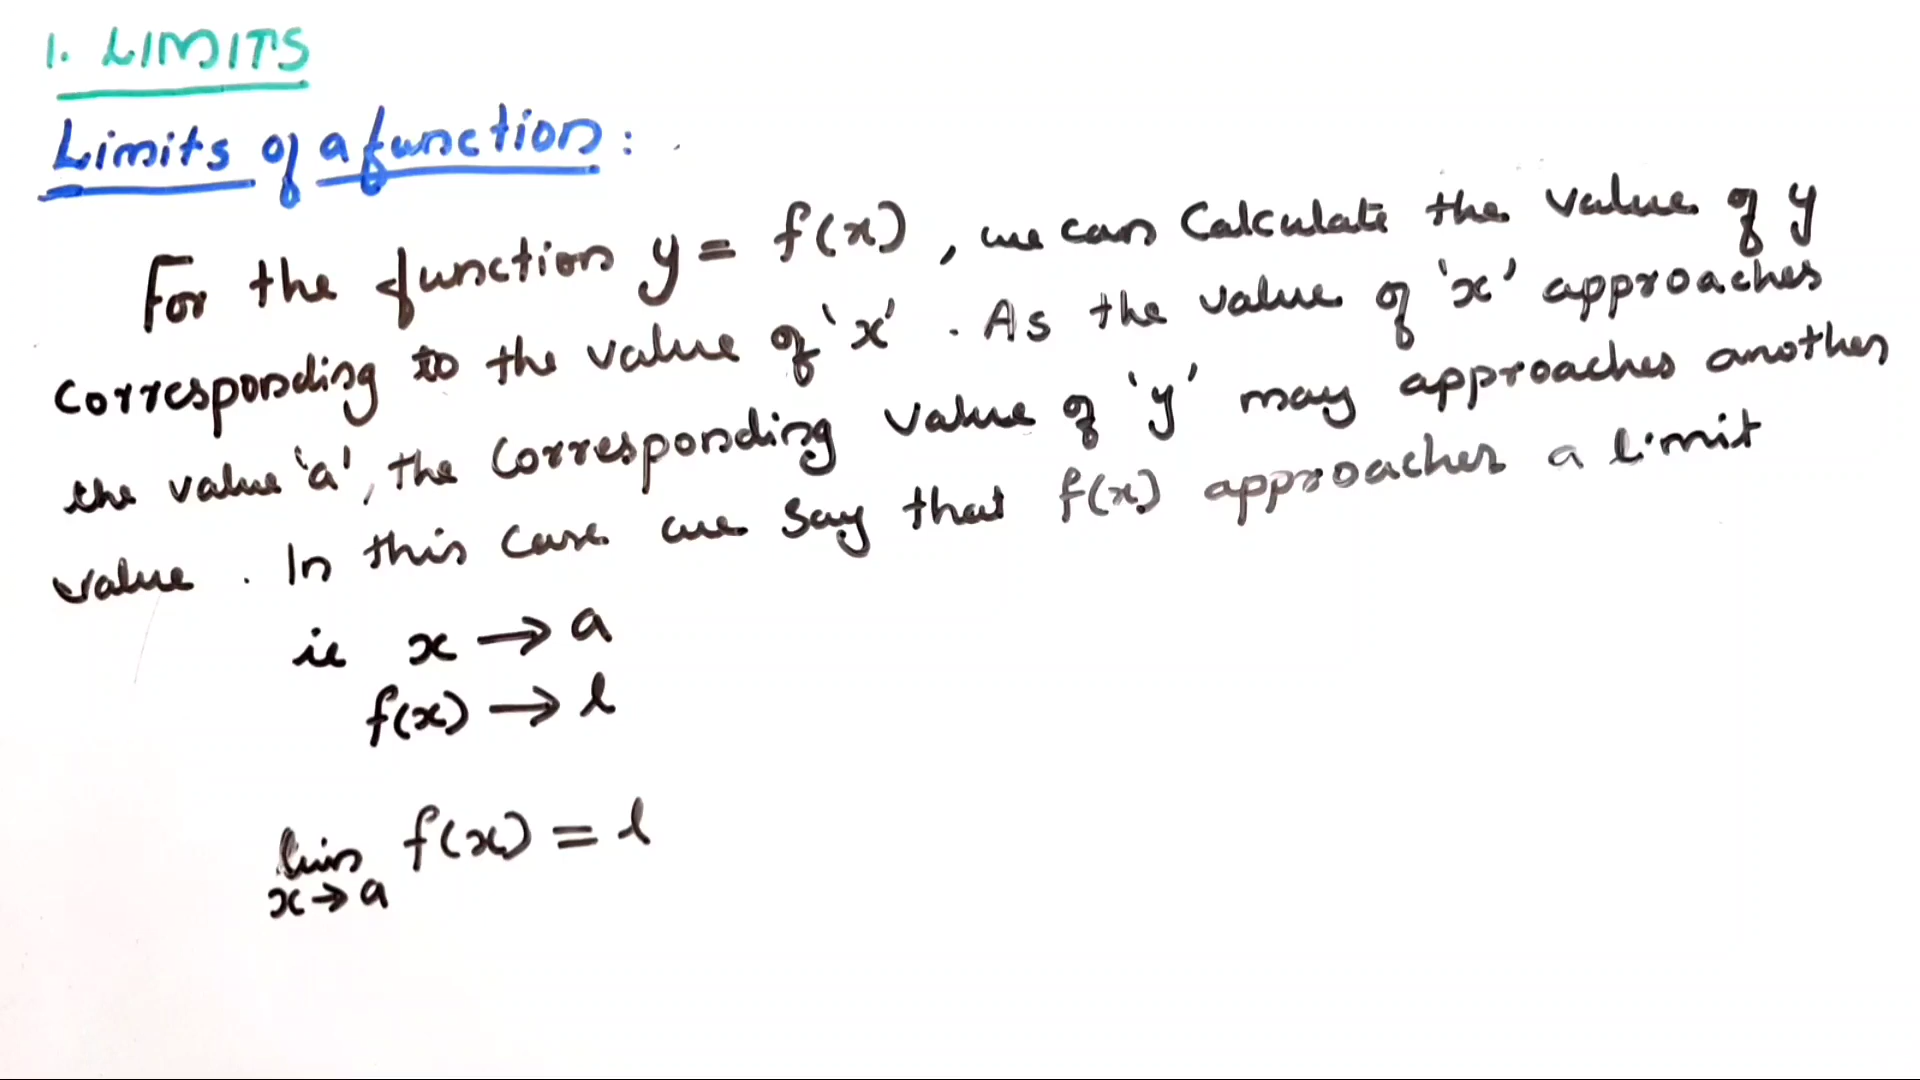 1. LIMITS
Limits of a function:
For the function y = f(x), we can Calculate the value of y
corresponding to the value of 'x'. As the value of 'x' approaches
the value 'a', the corresponding value of 'y' may approaches another
value. In this case we say that f(x) approaches a limit
ie x → a
f(x) → l
lim f(x) = l
x→a